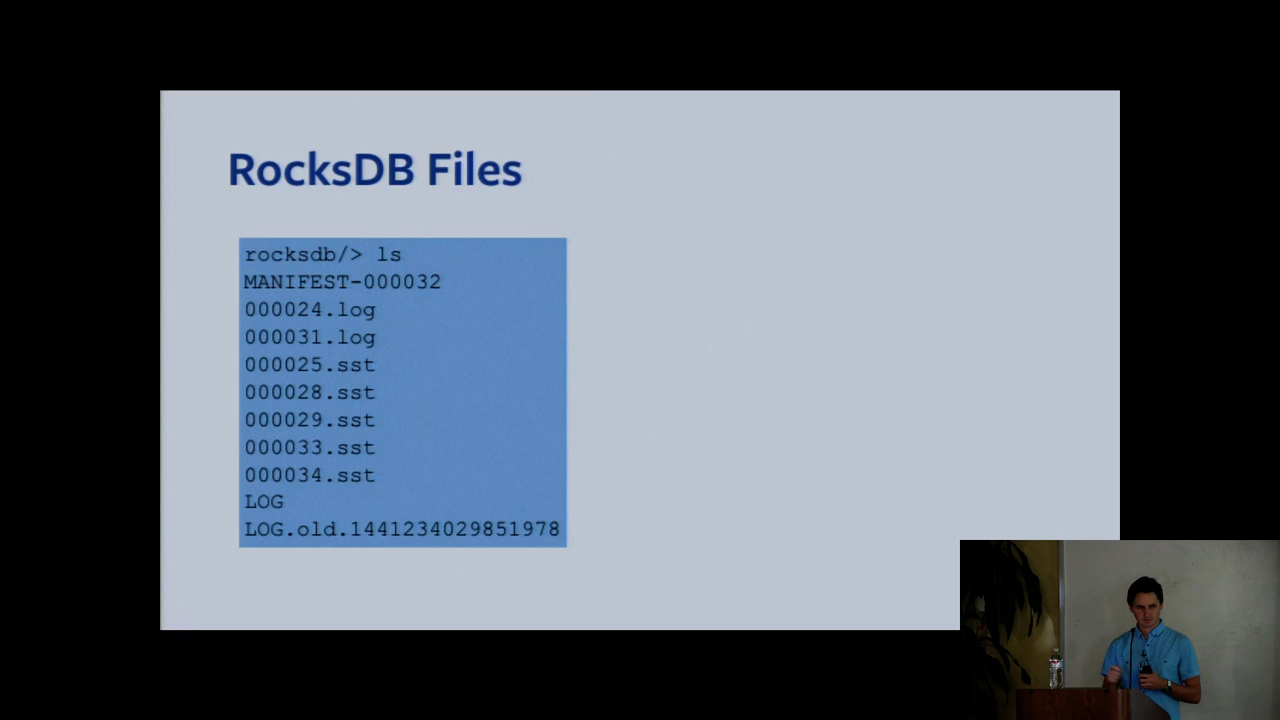 RocksDB Files
rocksdb/> ls
MANIFEST-000032
000024.log
000031.log
000025.sst
000028.sst
000029.sst
000033.sst
000034.sst
LOG
LOG.old.1441234029851978